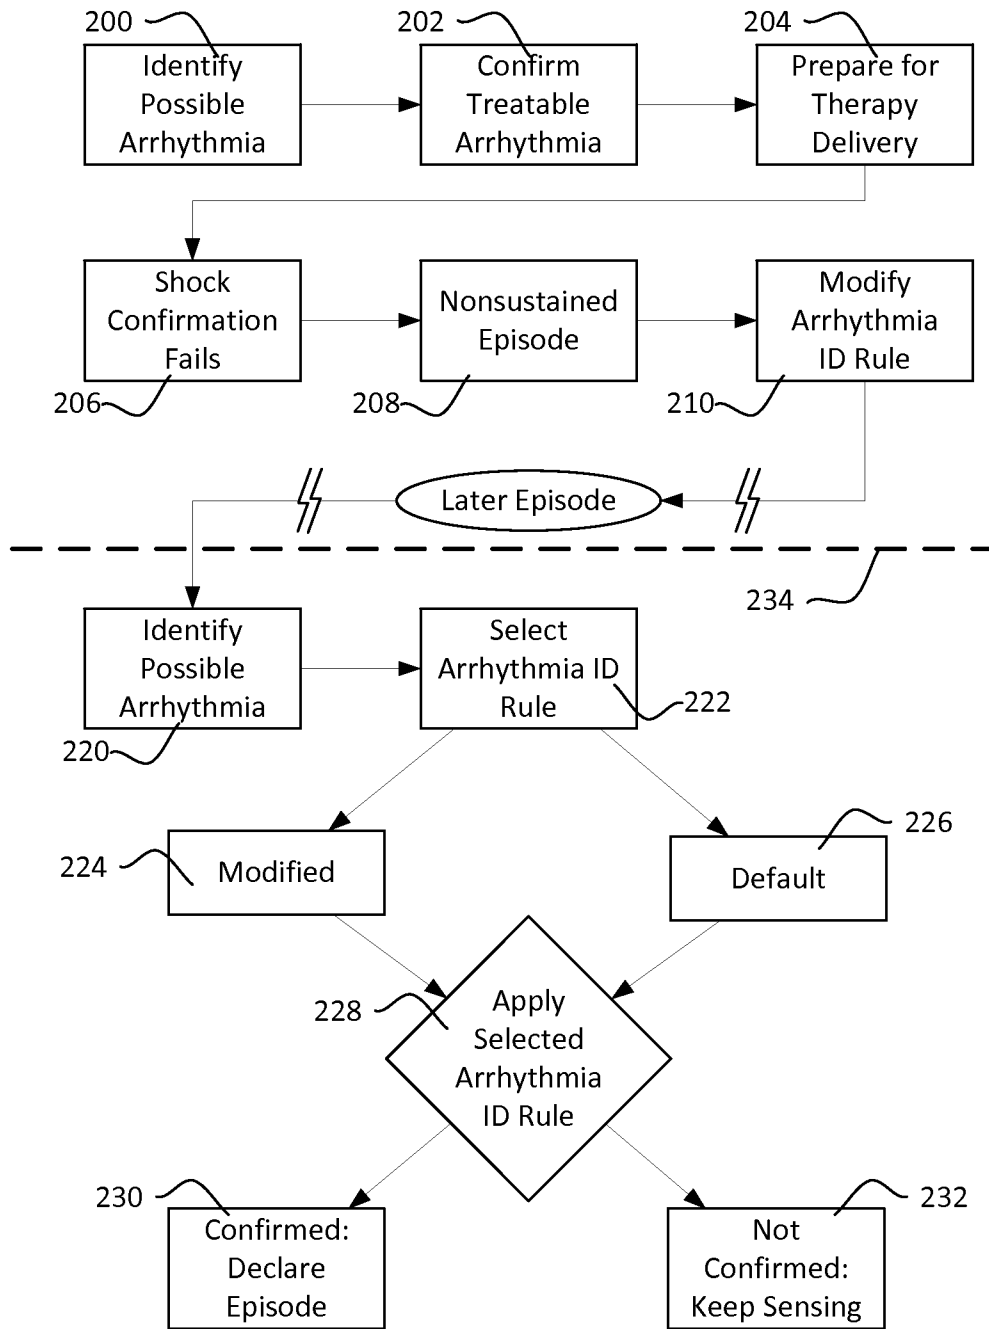 200
202
204
Identify
Possible
Arrhythmia
Confirm
Treatable
Arrhythmia
Prepare for
Therapy
Delivery
Shock
Confirmation
Fails
Nonsustained
Episode
Modify
Arrhythmia
ID Rule
206
208
210
Later Episode
234
Identify
Possible
Arrhythmia
Select
Arrhythmia ID
Rule
222
220
226
224
Modified
Default
228
Apply
Selected
Arrhythmia
ID Rule
230
232
Confirmed:
Declare
Episode
Not
Confirmed:
Keep Sensing